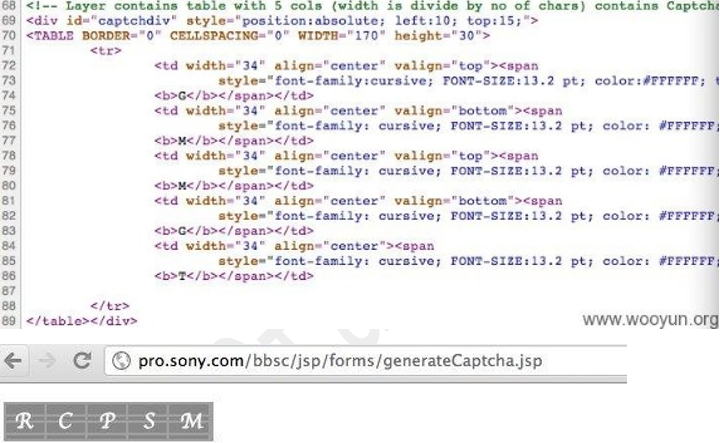 68 <!-- Layer contains table with 5 cols (width is divide by no of chars) contains Captcha
69 <div id="captchdiv" style="position:absolute; left:10; top:15;">
70 <TABLE BORDER="0" CELLSPACING="0" WIDTH="170" height="30">
71 <tr>
72 <td width="34" align="center" valign="top"><span
73 style="font-family:cursive; FONT-SIZE:13.2 pt; color:#FFFFFF; t
74 <b>G</b></span></td>
75 <td width="34" align="center" valign="bottom"><span
76 style="font-family: cursive; FONT-SIZE:13.2 pt; color: #FFFFFF;
77 <b>M</b></span></td>
78 <td width="34" align="center" valign="top"><span
79 style="font-family: cursive; FONT-SIZE:13.2 pt; color: #FFFFFF;
80 <b>M</b></span></td>
81 <td width="34" align="center" valign="bottom"><span
82 style="font-family: cursive; FONT-SIZE:13.2 pt; color: #FFFFFF;
83 <b>G</b></span></td>
84 <td width="34" align="center"><span
85 style="font-family: cursive; FONT-SIZE:13.2 pt; color: #FFFFFF;
86 <b>T</b></span></td>
87
88 </tr>
89 </table></div>
www.wooyun.org
pro.sony.com/bbsc/jsp/forms/generateCaptcha.jsp
R C P S M